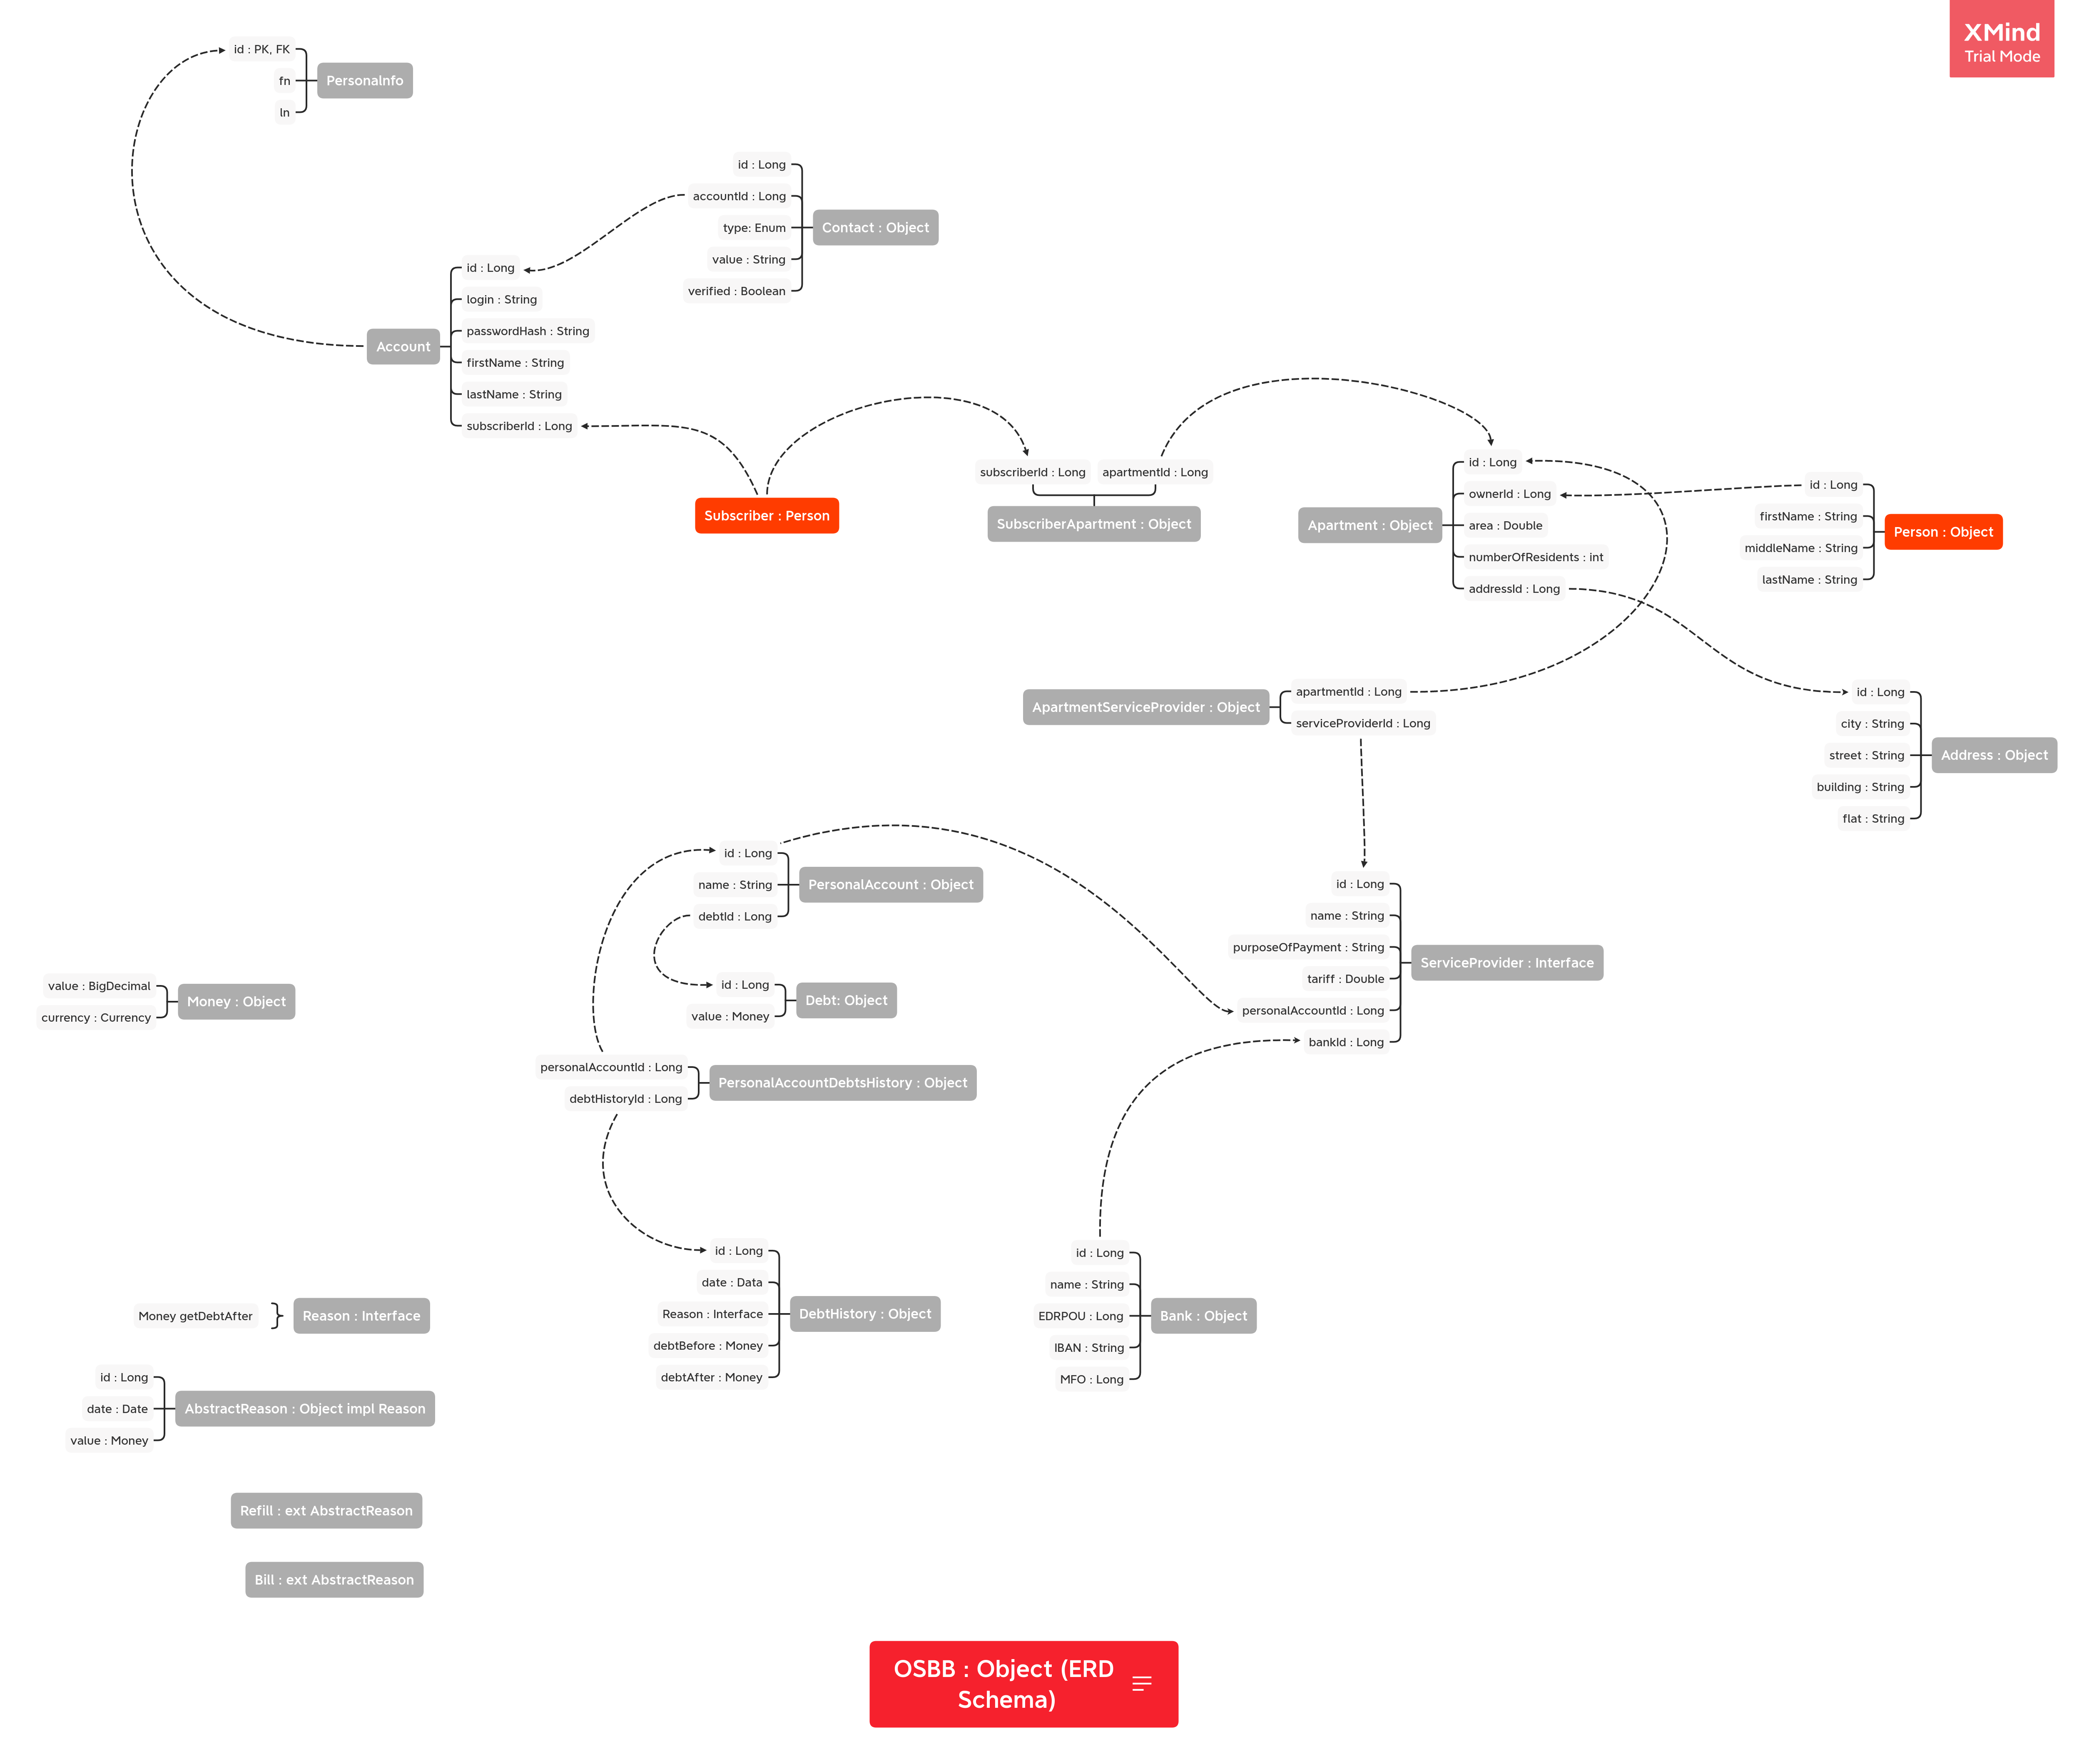 XMind
Trial Mode
id : PK, FK
fn
ln
PersonaInfo
id : Long
accountId : Long
type: Enum
value : String
verified : Boolean
Contact : Object
Account
id : Long
login : String
passwordHash : String
firstName : String
lastName : String
subscriberId : Long
Subscriber : Person
subscriberId : Long
apartmentId : Long
SubscriberApartment : Object
Apartment : Object
id : Long
ownerId : Long
area : Double
numberOfResidents : int
addressId : Long
id : Long
firstName : String
middleName : String
lastName : String
Person : Object
ApartmentServiceProvider : Object
apartmentId : Long
serviceProviderId : Long
id : Long
city : String
street : String
building : String
flat : String
Address : Object
id : Long
name : String
debtId : Long
PersonalAccount : Object
id : Long
name : String
purposeOfPayment : String
tariff : Double
personalAccountId : Long
bankId : Long
ServiceProvider : Interface
value : BigDecimal
currency : Currency
Money : Object
id : Long
value : Money
Debt: Object
personalAccountId : Long
debtHistoryId : Long
PersonalAccountDebtsHistory : Object
id : Long
date : Data
Reason : Interface
debtBefore : Money
debtAfter : Money
DebtHistory : Object
id : Long
name : String
EDRPOU : Long
IBAN : String
MFO : Long
Bank : Object
Money getDebtAfter
Reason : Interface
id : Long
date : Date
value : Money
AbstractReason : Object impl Reason
Refill : ext AbstractReason
Bill : ext AbstractReason
OSBB : Object (ERD
Schema)